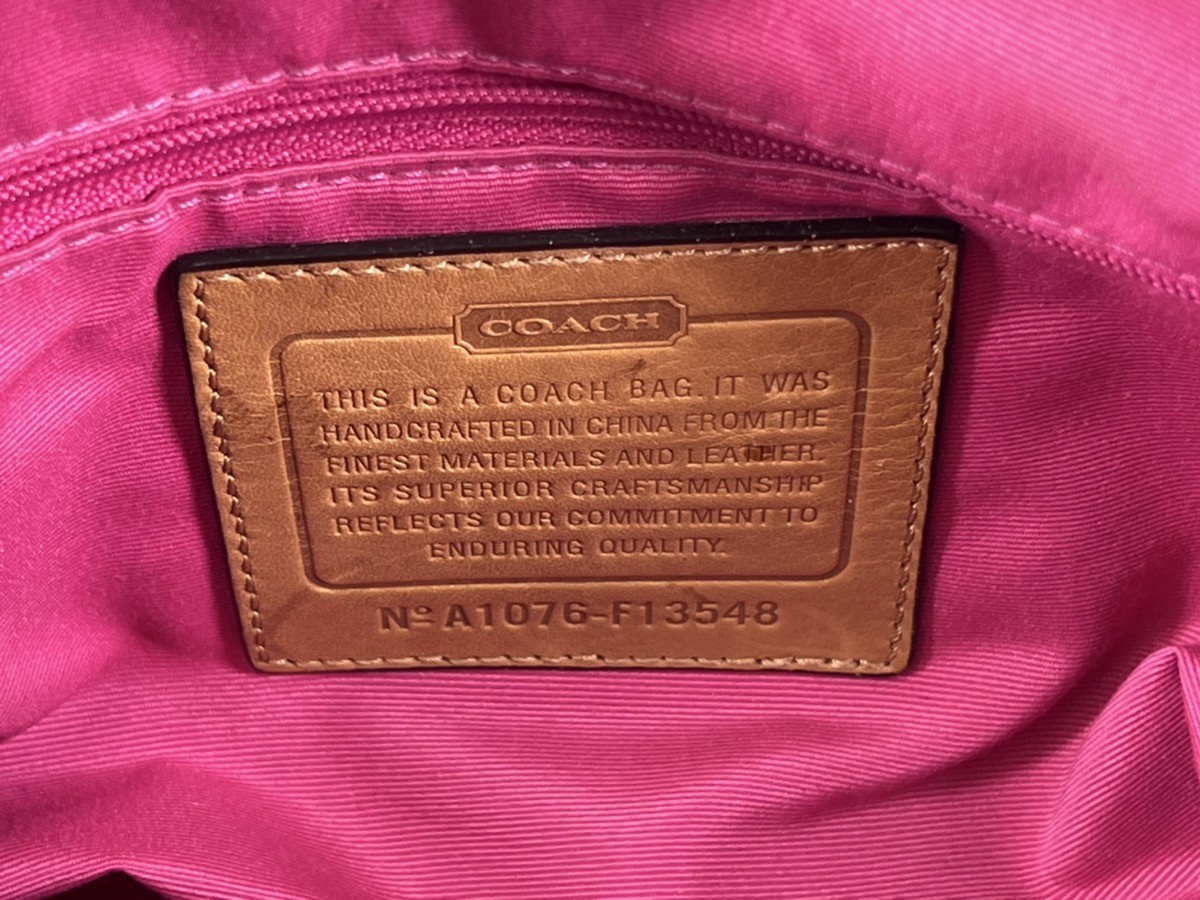 COACH
THIS IS A COACH BAG. IT WAS
HANDCRAFTED IN CHINA FROM THE
FINEST MATERIALS AND LEATHER.
ITS SUPERIOR CRAFTSMANSHIP
REFLECTS OUR COMMITMENT TO
ENDURING QUALITY.
Nº A1076-F13548